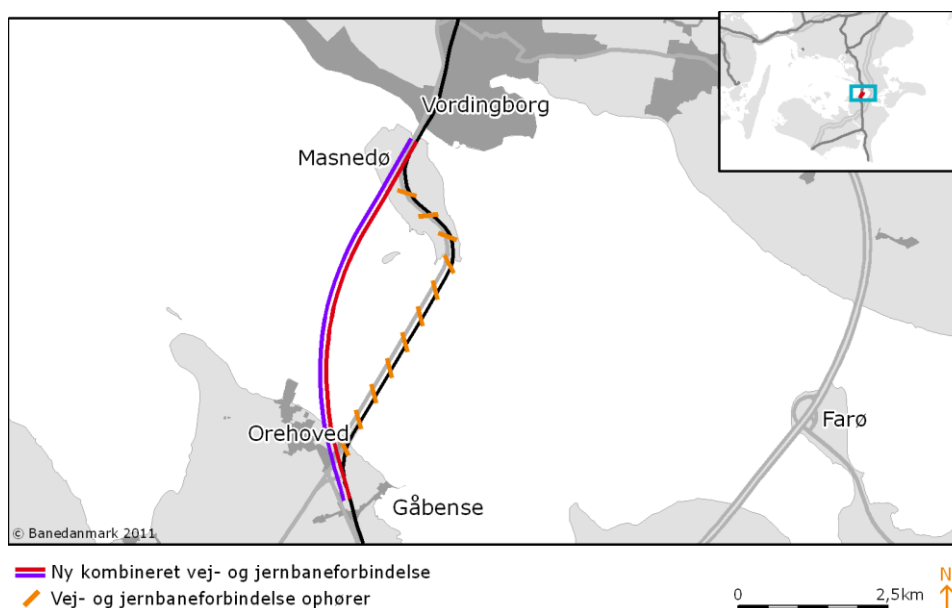 Vordingborg
Masnedø
Orehoved
Farø
Gåbense
© Banedanmark 2011
Ny kombineret vej- og jernbaneforbindelse
Vej- og jernbaneforbindelse ophører
N
0 2,5km